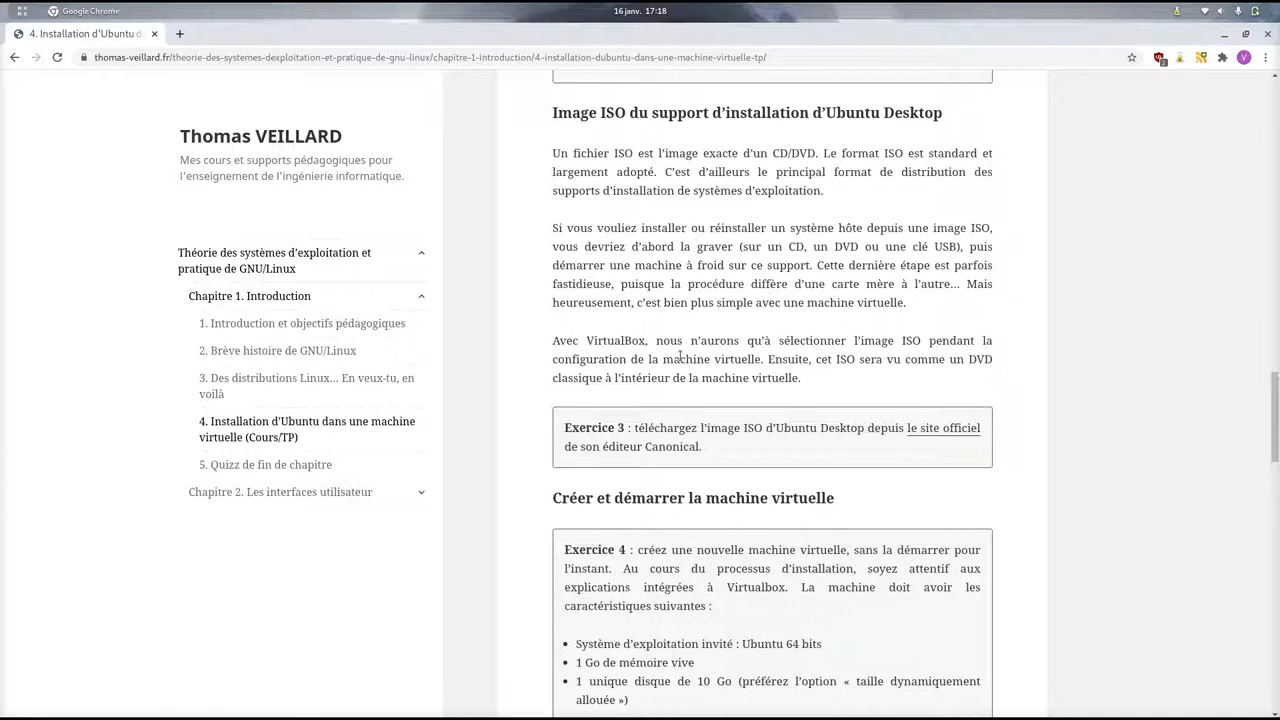 Google Chrome
16 janv. 17:18
4. Installation d'Ubuntu d
thomas-veillard.fr/theorie-des-systemes-dexploitation-et-pratique-de-gnu-linux/chapitre-1-introduction/4-installation-dubuntu-dans-une-machine-virtuelle-tp/
2
V
Thomas VEILLARD
Mes cours et supports pédagogiques pour
l'enseignement de l'ingénierie informatique.
Théorie des systèmes d'exploitation et
pratique de GNU/Linux
Chapitre 1. Introduction
1. Introduction et objectifs pédagogiques
2. Brève histoire de GNU/Linux
3. Des distributions Linux… En veux-tu, en
voilà
4. Installation d'Ubuntu dans une machine
virtuelle (Cours/TP)
5. Quizz de fin de chapitre
Chapitre 2. Les interfaces utilisateur
Image ISO du support d'installation d'Ubuntu Desktop
Un fichier ISO est l'image exacte d'un CD/DVD. Le format ISO est standard et
largement adopté. C'est d'ailleurs le principal format de distribution des
supports d'installation de systèmes d'exploitation.
Si vous vouliez installer ou réinstaller un système hôte depuis une image ISO,
vous devriez d'abord la graver (sur un CD, un DVD ou une clé USB), puis
démarrer une machine à froid sur ce support. Cette dernière étape est parfois
fastidieuse, puisque la procédure diffère d'une carte mère à l'autre… Mais
heureusement, c'est bien plus simple avec une machine virtuelle.
Avec VirtualBox, nous n'aurons qu'à sélectionner l'image ISO pendant la
configuration de la machine virtuelle. Ensuite, cet ISO sera vu comme un DVD
classique à l'intérieur de la machine virtuelle.
Exercice 3 : téléchargez l'image ISO d'Ubuntu Desktop depuis le site officiel
de son éditeur Canonical.
Créer et démarrer la machine virtuelle
Exercice 4 : créez une nouvelle machine virtuelle, sans la démarrer pour
l'instant. Au cours du processus d'installation, soyez attentif aux
explications intégrées à Virtualbox. La machine doit avoir les
caractéristiques suivantes :
• Système d'exploitation invité : Ubuntu 64 bits
• 1 Go de mémoire vive
• 1 unique disque de 10 Go (préférez l'option « taille dynamiquement
allouée »)